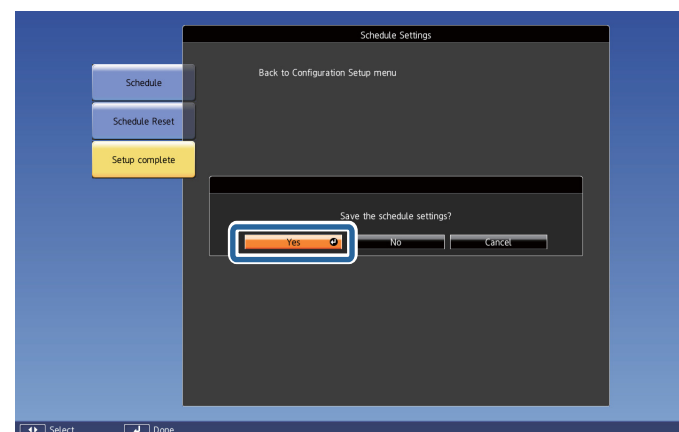 Schedule Settings
Back to Configuration Setup menu
Schedule
Schedule Reset
Setup complete
Save the schedule settings?
Yes No Cancel
Select Done